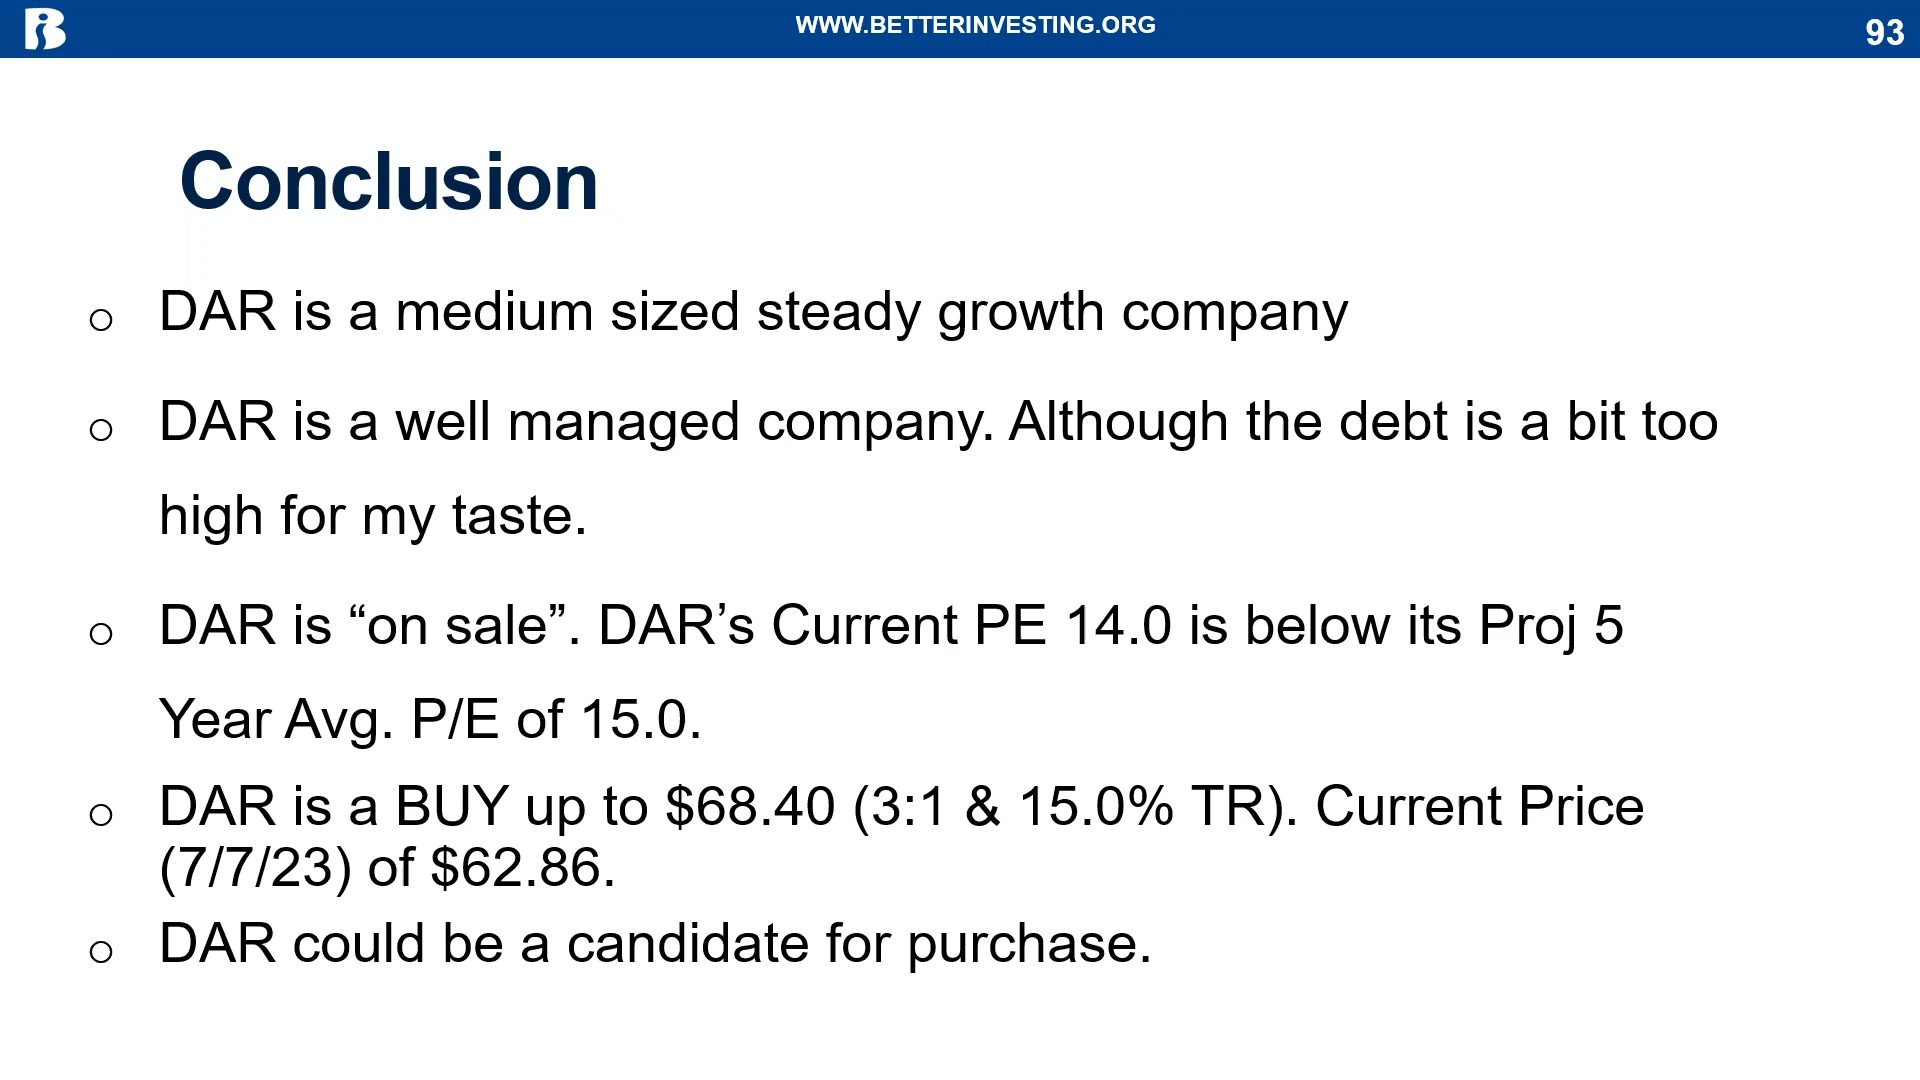 WWW.BETTERINVESTING.ORG
93
Conclusion
DAR is a medium sized steady growth company
DAR is a well managed company. Although the debt is a bit too
high for my taste.
DAR is “on sale”. DAR’s Current PE 14.0 is below its Proj 5
Year Avg. P/E of 15.0.
DAR is a BUY up to $68.40 (3:1 & 15.0% TR). Current Price
(7/7/23) of $62.86.
DAR could be a candidate for purchase.